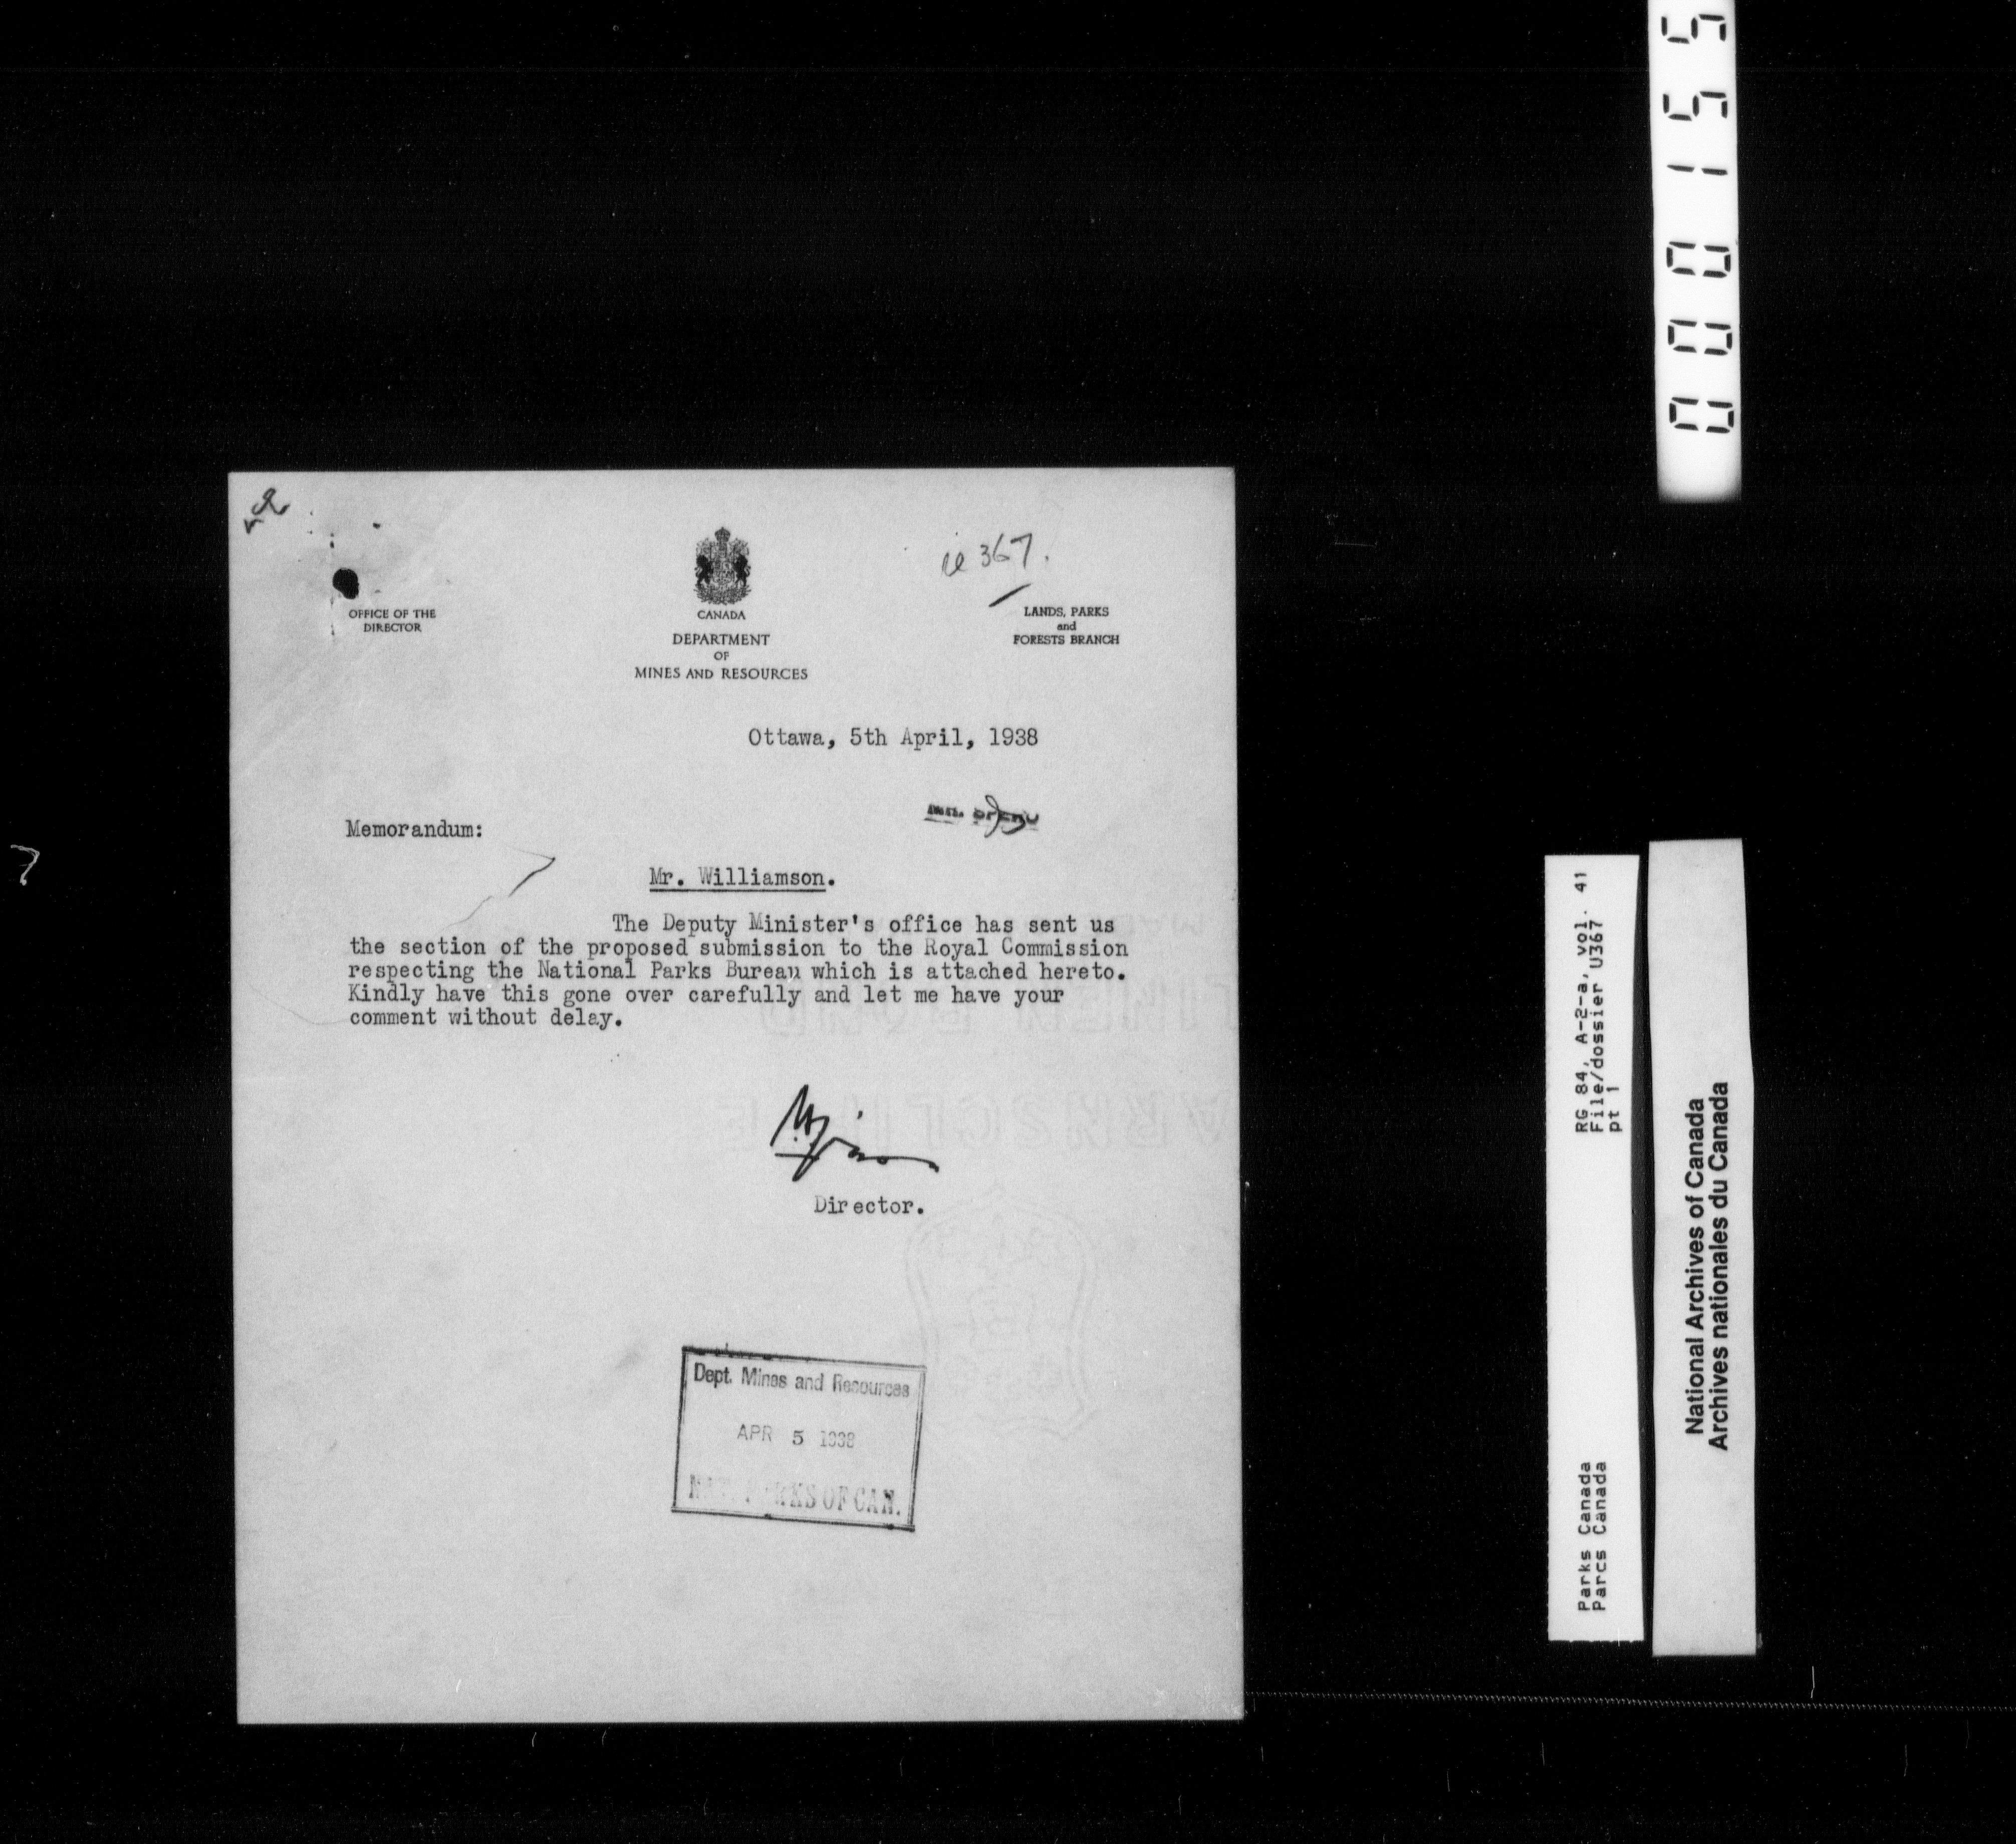 367.
OFFICE OF THE
DIRECTOR
CANADA
DEPARTMENT
OF
MINES AND RESOURCES
LANDS, PARKS
and
FORESTS BRANCH
Ottawa, 5th April, 1938
Memorandum:
Mr. Williamson.
The Deputy Minister's office has sent us
the section of the proposed submission to the Royal Commission
respecting the National Parks Bureau which is attached hereto.
Kindly have this gone over carefully and let me have your
comment without delay.
Director.
Dept. Mines and Resources
APR 5 1938
OF CAN.
000155
RG 84, A-2-a, vol. 41
File/dossier U367
pt 1
Parks Canada
Parcs Canada
National Archives of Canada
Archives nationales du Canada